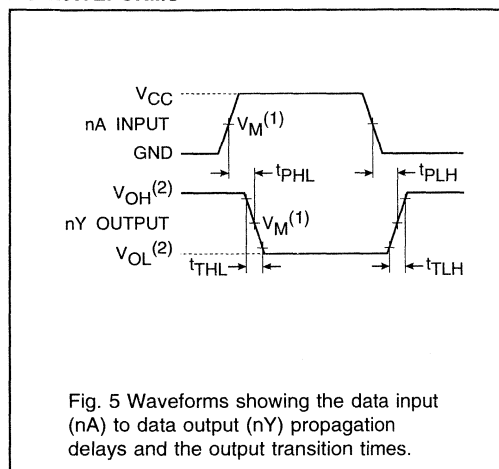 VCC
nA INPUT
VM(1)
GND
tPHL
tPLH
VOH(2)
nY OUTPUT
VM(1)
VOL(2)
tTHL
tTLH
Fig. 5 Waveforms showing the data input
(nA) to data output (nY) propagation
delays and the output transition times.